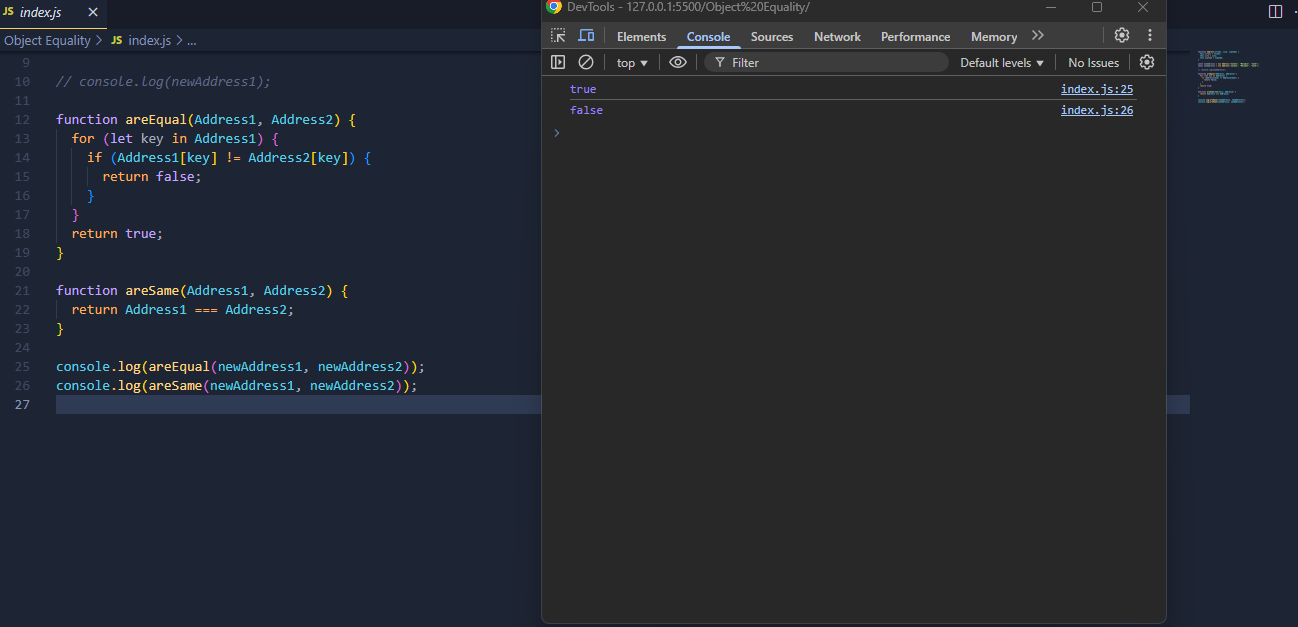 JS index.js
Object Equality > JS index.js > ...
9
10 // console.log(newAddress1);
11
12 function areEqual(Address1, Address2) {
13 for (let key in Address1) {
14 if (Address1[key] != Address2[key]) {
15 return false;
16 }
17 }
18 return true;
19 }
20
21 function areSame(Address1, Address2) {
22 return Address1 === Address2;
23 }
24
25 console.log(areEqual(newAddress1, newAddress2));
26 console.log(areSame(newAddress1, newAddress2));
27
DevTools - 127.0.0.1:5500/Object%20Equality/
Elements Console Sources Network Performance Memory
top Filter Default levels No Issues
true index.js:25
false index.js:26